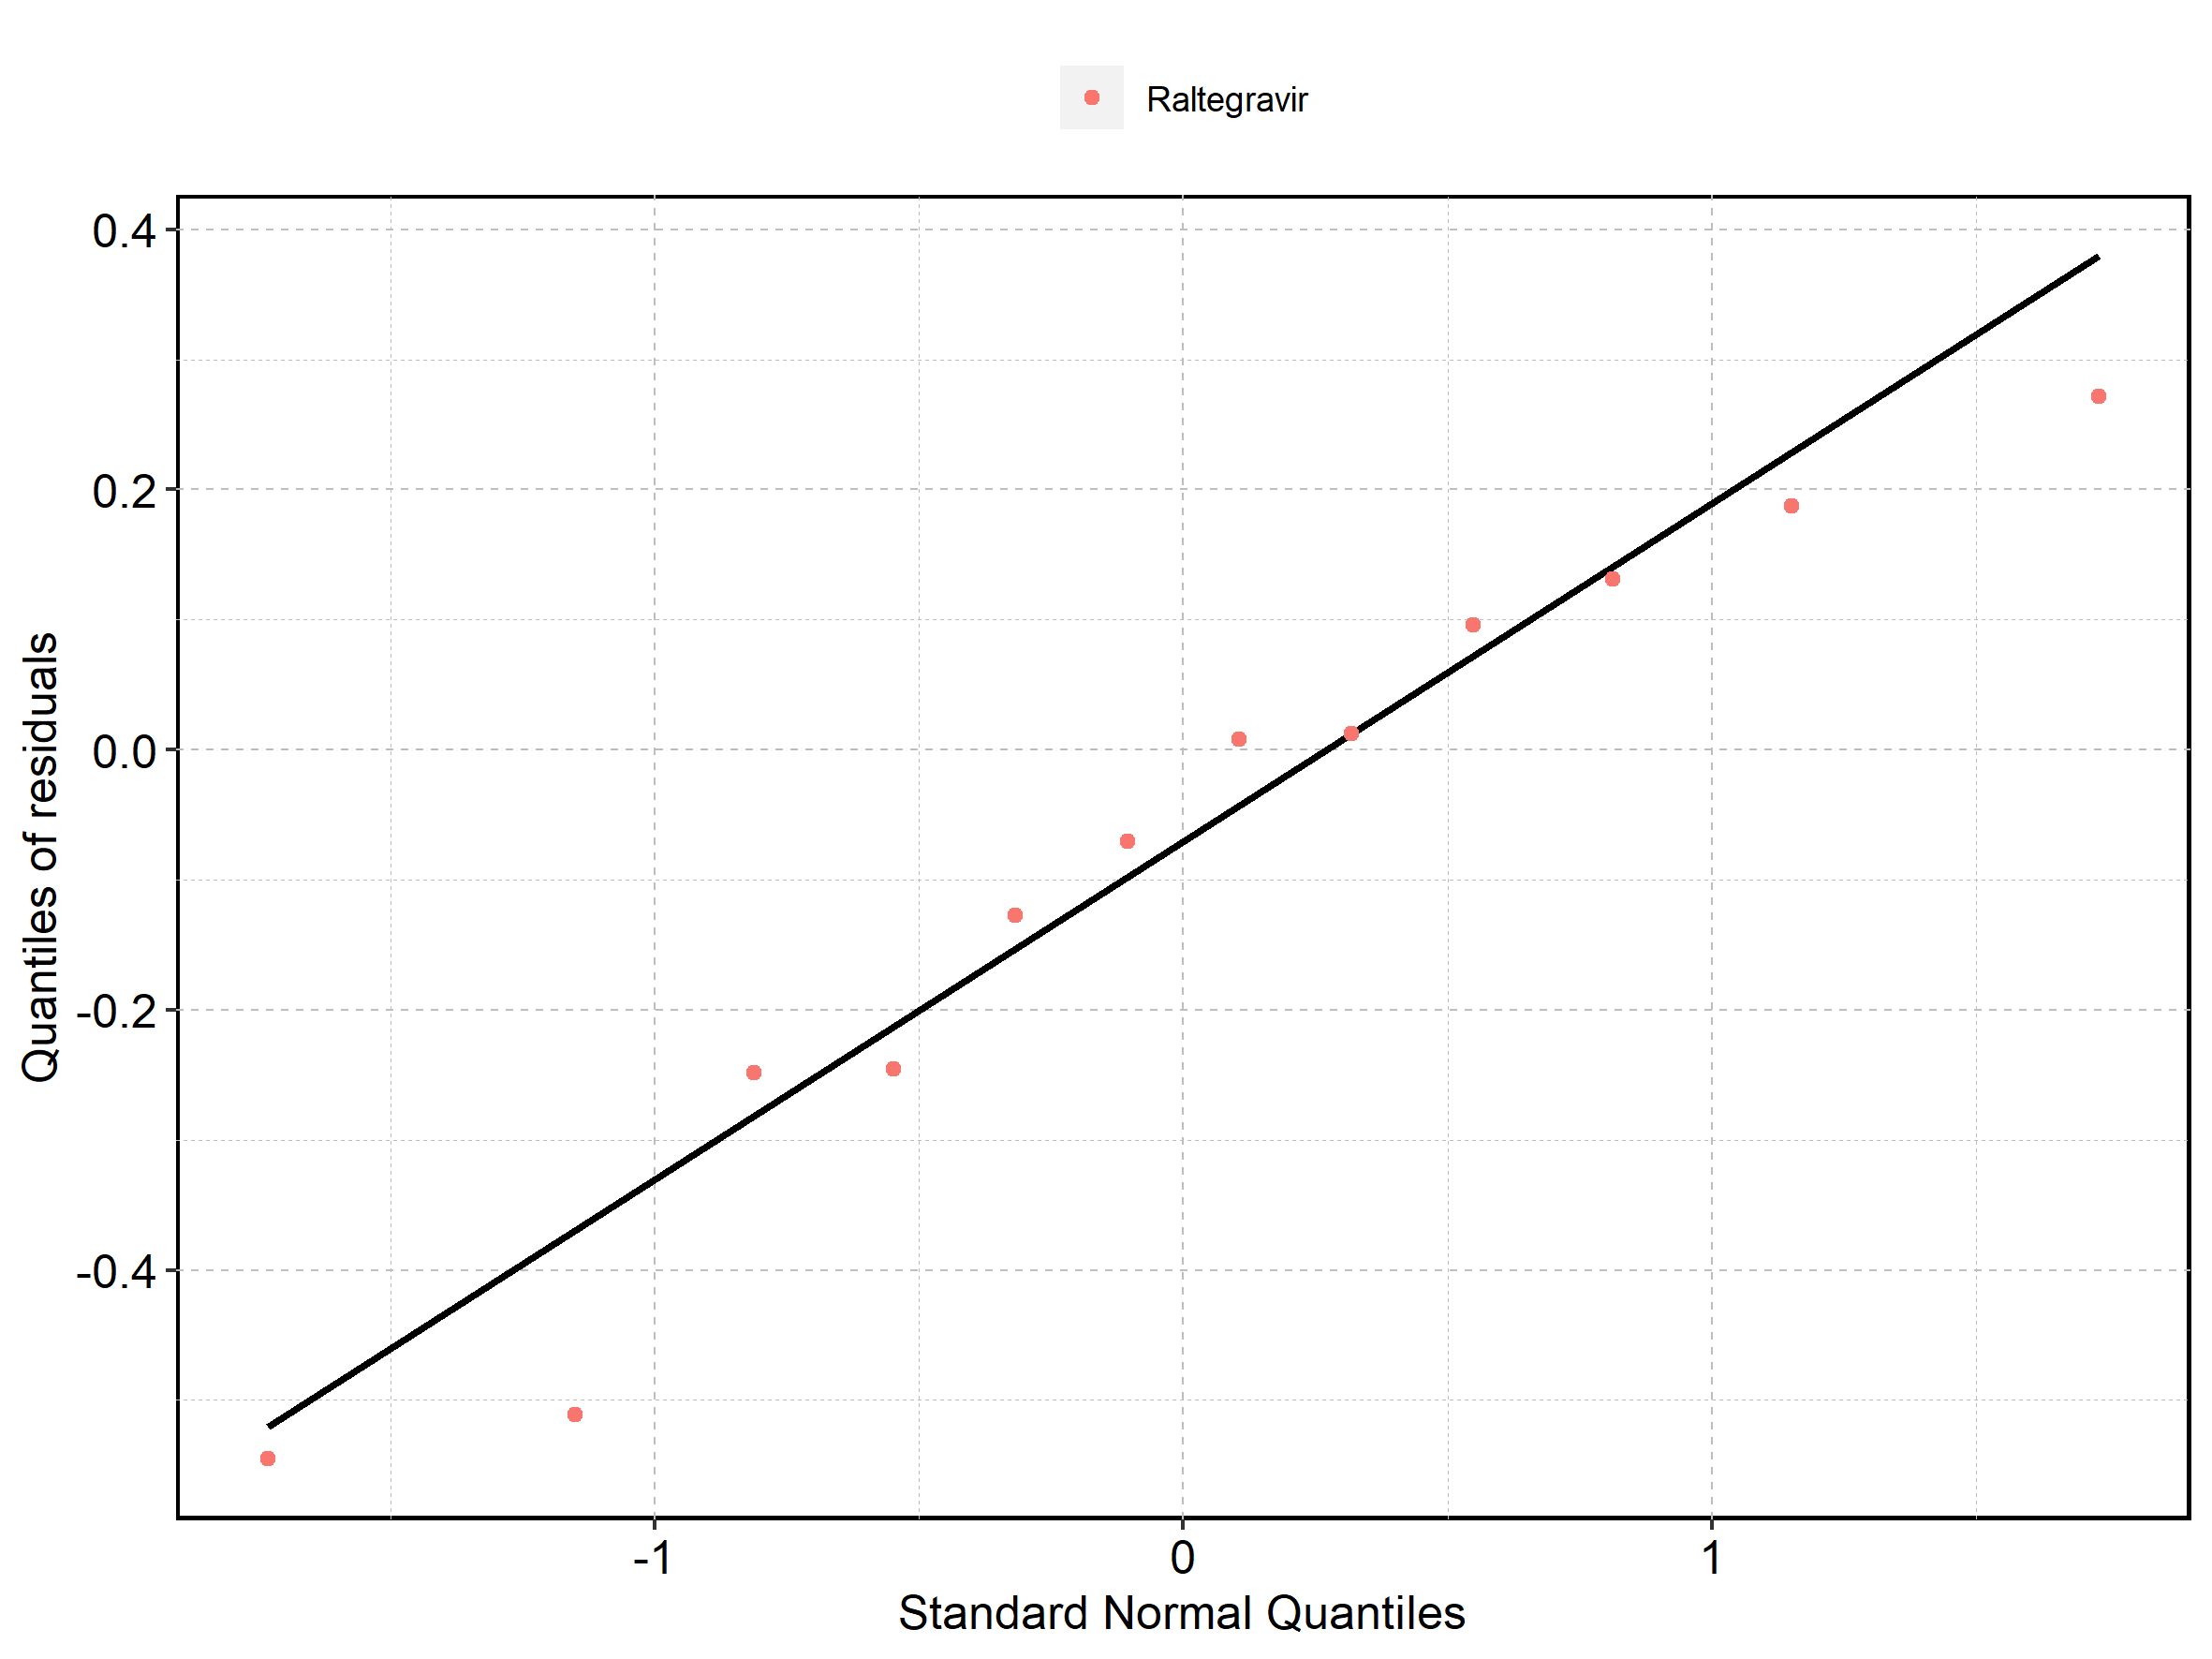 Raltegravir
0.4
0.2
0.0
-0.2
-0.4
Quantiles of residuals
-1
0
1
Standard Normal Quantiles